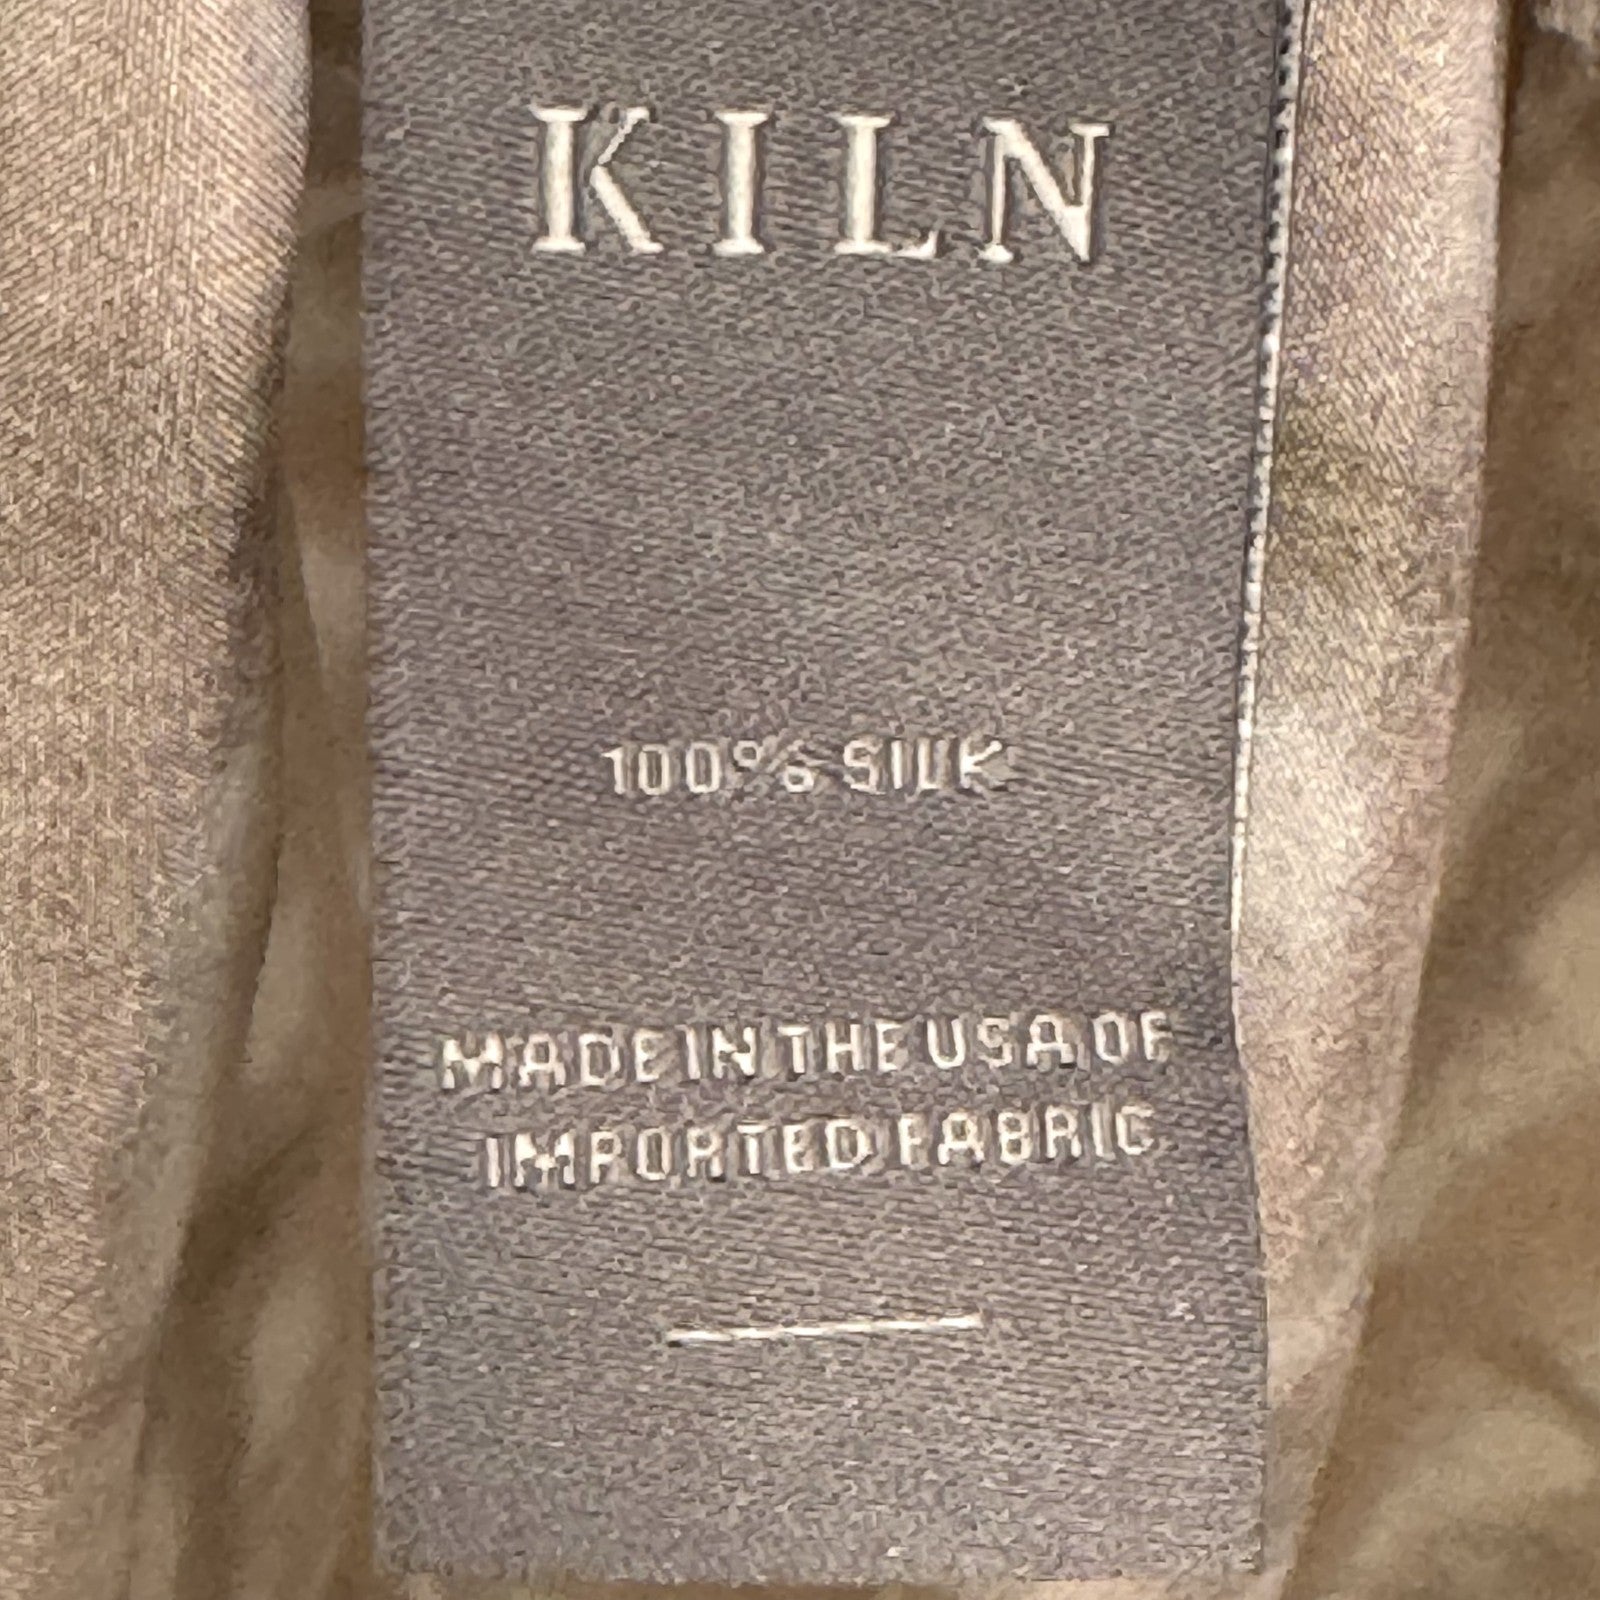 KILN
100% SILK
MADE IN THE USA OF
IMPORTED FABRIC